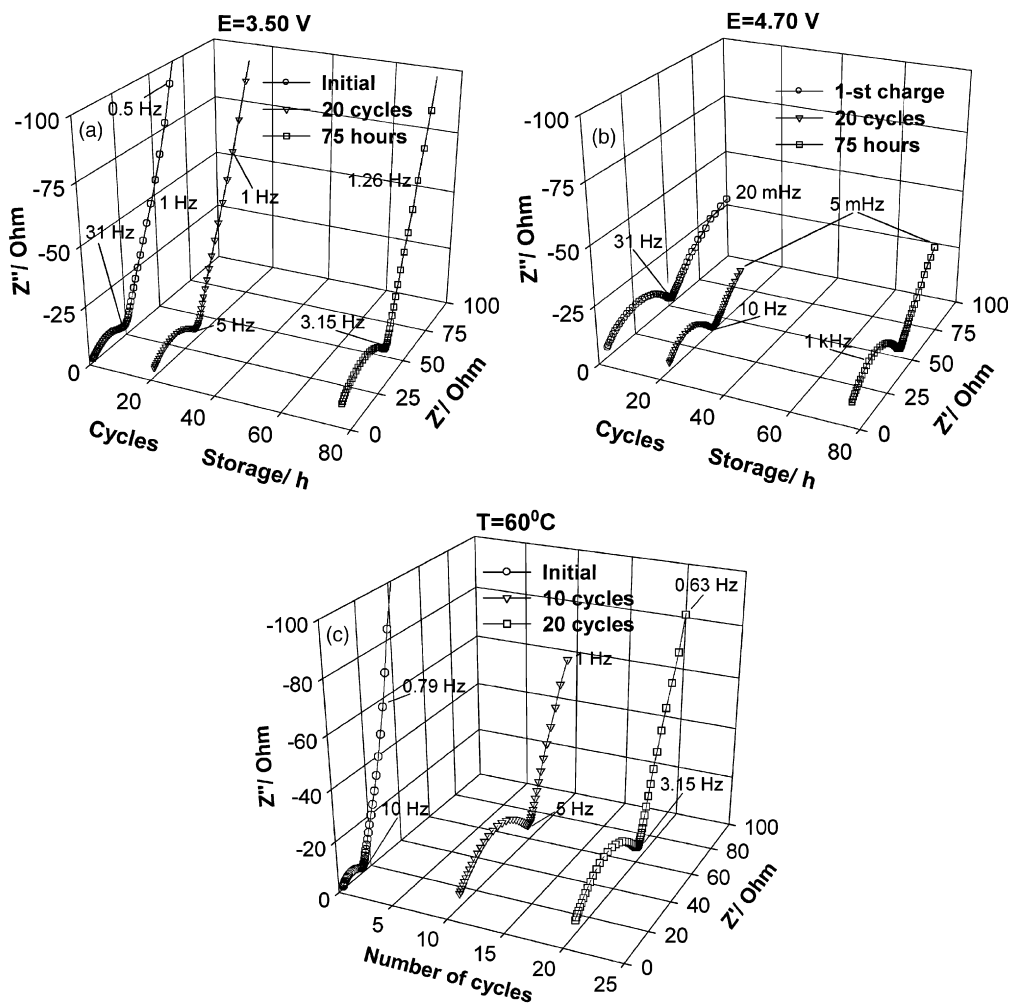 E=3.50 V
(a)
Initial
20 cycles
75 hours
0.5 Hz
1 Hz
31 Hz
1 Hz
5 Hz
1.26 Hz
3.15 Hz
-100
-75
-50
-25
0
Z''/ Ohm
20
40
60
80
Cycles
Storage/ h
0
25
50
75
100
Z'/ Ohm
E=4.70 V
(b)
1-st charge
20 cycles
75 hours
20 mHz
5 mHz
31 Hz
10 Hz
1 kHz
-100
-75
-50
-25
0
Z''/ Ohm
20
40
60
80
Cycles
Storage/ h
0
25
50
75
100
Z'/ Ohm
T=60⁰C
(c)
Initial
10 cycles
20 cycles
0.63 Hz
1 Hz
0.79 Hz
3.15 Hz
10 Hz
5 Hz
-100
-80
-60
-40
-20
0
Z''/ Ohm
5
10
15
20
25
Number of cycles
0
20
40
60
80
100
Z'/ Ohm